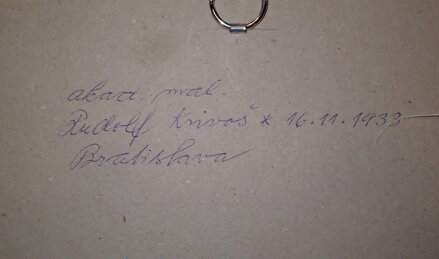 akad. mal.
Rudolf Krivoš * 16.11.1933
Bratislava